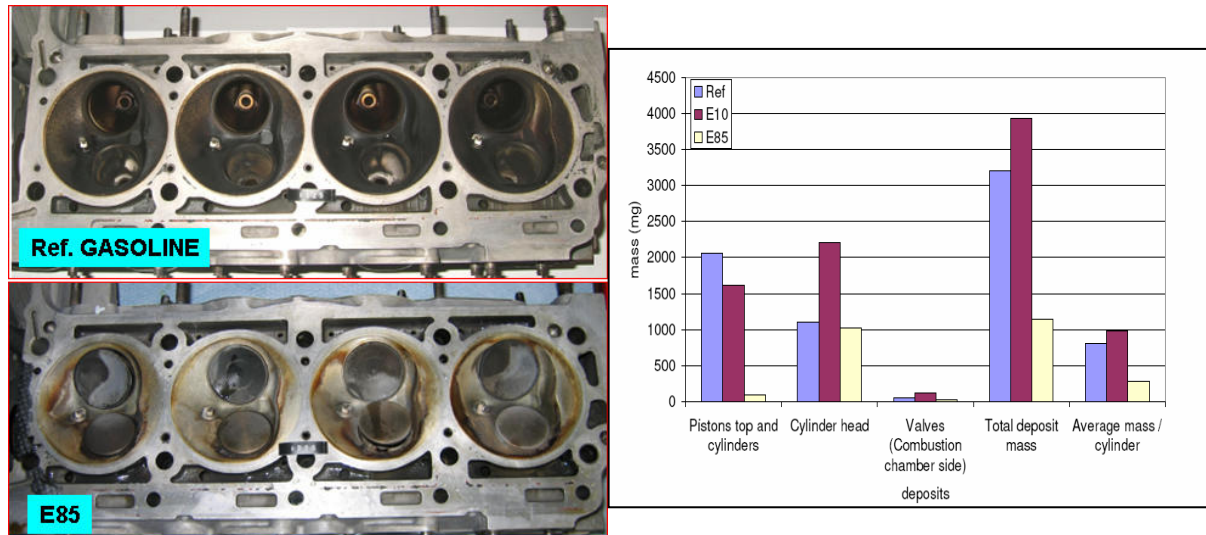 Ref. GASOLINE
E85
4500
4000
3500
3000
2500
2000
1500
1000
500
0
mass (mg)
Ref
E10
E85
Pistons top and
cylinders
Cylinder head
Valves
(Combustion
chamber side)
Total deposit
mass
Average mass /
cylinder
deposits